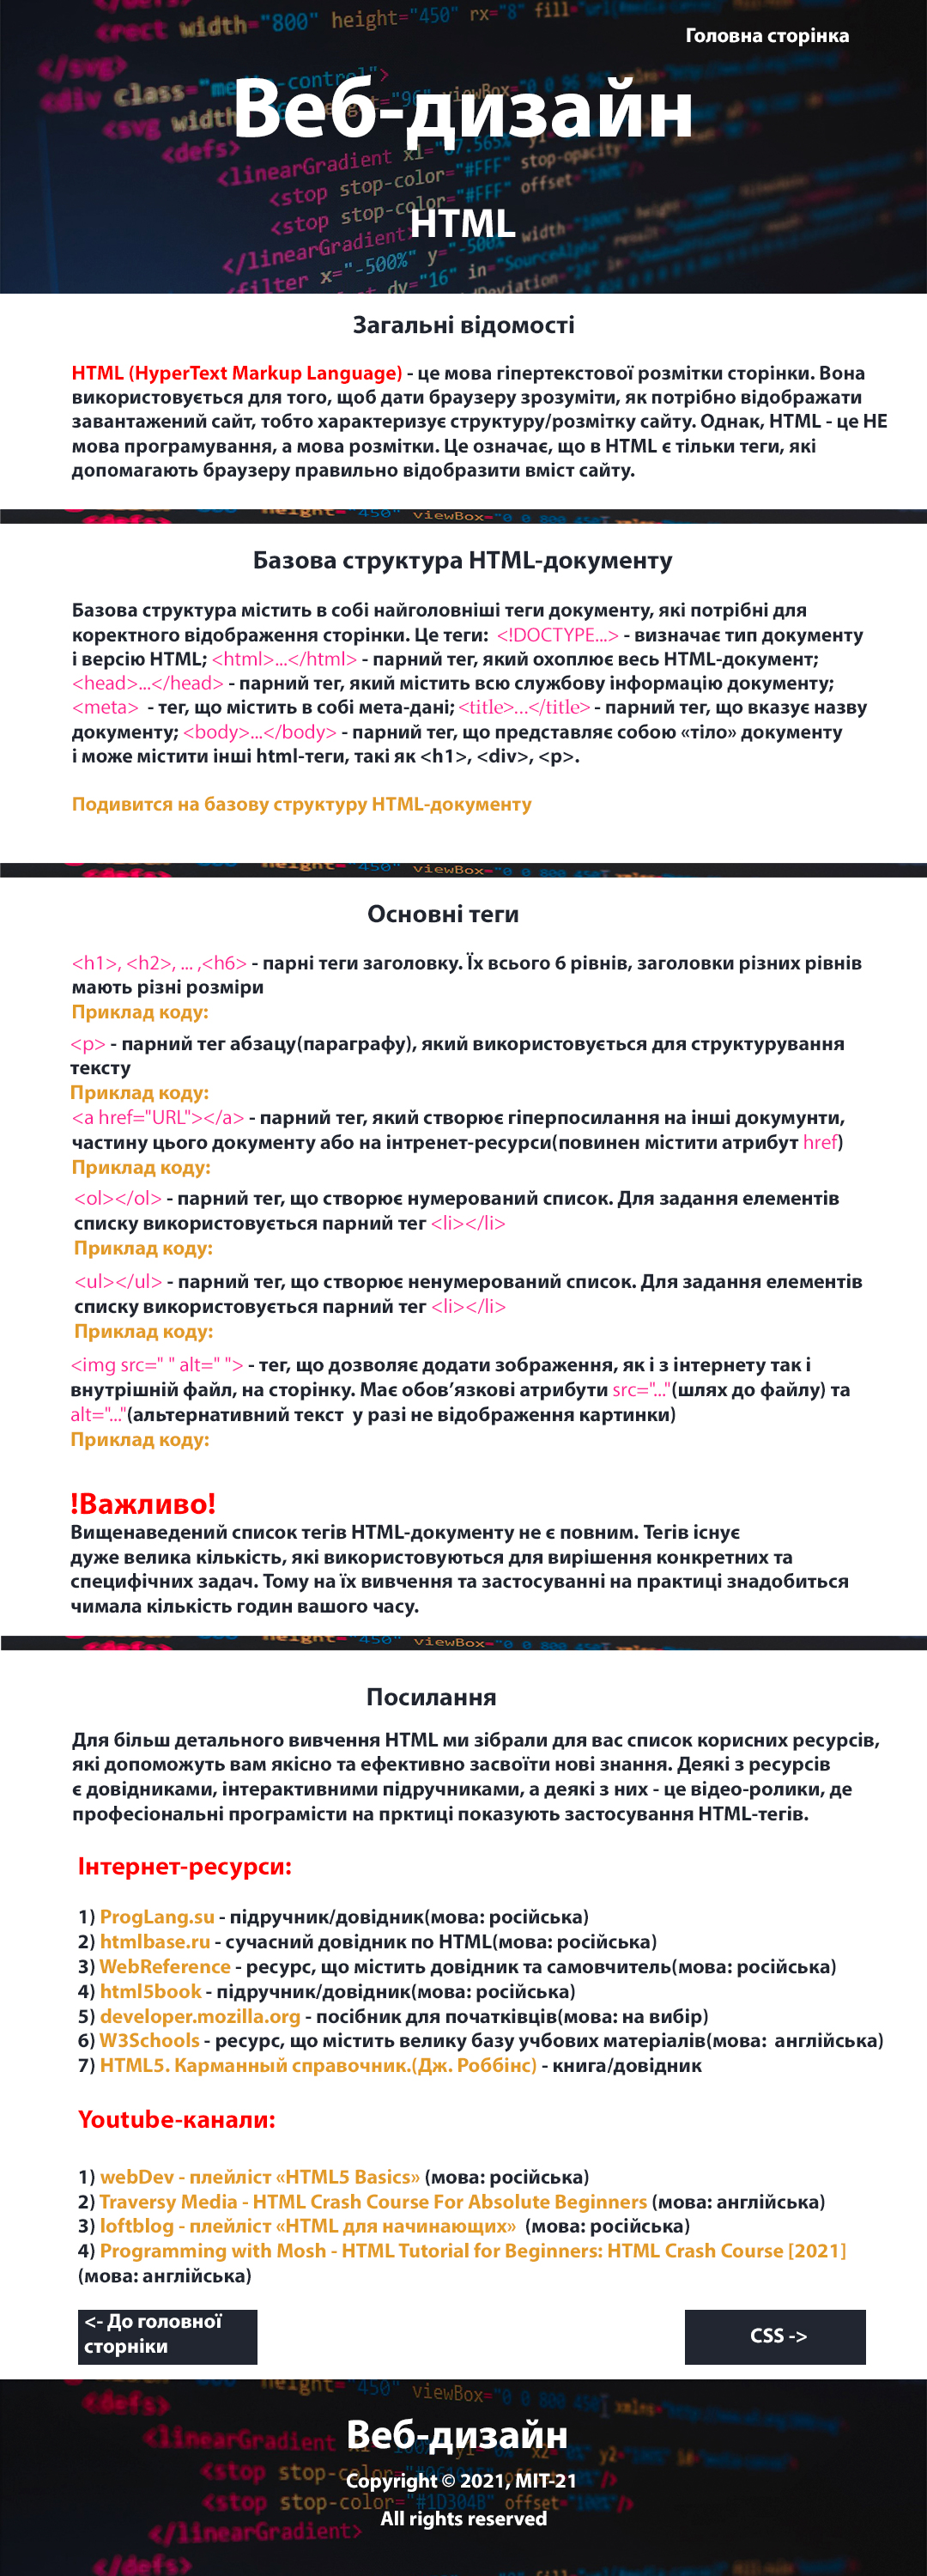 Головна сторінка
Веб-дизайн
HTML
Загальні відомості
HTML (HyperText Markup Language) - це мова гіпертекстової розмітки сторінки. Вона
використовується для того, щоб дати браузеру зрозуміти, як потрібно відображати
завантажений сайт, тобто характеризує структуру/розмітку сайту. Однак, HTML - це НЕ
мова програмування, а мова розмітки. Це означає, що в HTML є тільки теги, які
допомагають браузеру правильно відобразити вміст сайту.
Базова структура HTML-документу
Базова структура містить в собі найголовніші теги документу, які потрібні для
коректного відображення сторінки. Це теги:  <!DOCTYPE...> - визначає тип документу
і версію HTML; <html>...</html> - парний тег, який охоплює весь HTML-документ;
<head>...</head> - парний тег, який містить всю службову інформацію документу;
<meta>  - тег, що містить в собі мета-дані; <title>...</title> - парний тег, що вказує назву
документу; <body>...</body> - парний тег, що представляє собою «тіло» документу
і може містити інші html-теги, такі як <h1>, <div>, <p>.
Подивится на базову структуру HTML-документу
Основні теги
<h1>, <h2>, ... ,<h6> - парні теги заголовку. Їх всього 6 рівнів, заголовки різних рівнів
мають різні розміри
Приклад коду:
<p> - парний тег абзацу(параграфу), який використовується для структурування
тексту
Приклад коду:
<a href="URL"></a> - парний тег, який створює гіперпосилання на інші докумунти,
частину цього документу або на інтренет-ресурси(повинен містити атрибут href)
Приклад коду:
<ol></ol> - парний тег, що створює нумерований список. Для задання елементів
списку використовується парний тег <li></li>
Приклад коду:
<ul></ul> - парний тег, що створює ненумерований список. Для задання елементів
списку використовується парний тег <li></li>
Приклад коду:
<img src=" " alt=" "> - тег, що дозволяє додати зображення, як і з інтернету так і
внутрішній файл, на сторінку. Має обов’язкові атрибути src="..."(шлях до файлу) та
alt="..."(альтернативний текст  у разі не відображення картинки)
Приклад коду:
!Важливо!
Вищенаведений список тегів HTML-документу не є повним. Тегів існує
дуже велика кількість, які використовуються для вирішення конкретних та
специфічних задач. Тому на їх вивчення та застосуванні на практиці знадобиться
чимала кількість годин вашого часу.
Посилання
Для більш детального вивчення HTML ми зібрали для вас список корисних ресурсів,
які допоможуть вам якісно та ефективно засвоїти нові знання. Деякі з ресурсів
є довідниками, інтерактивними підручниками, а деякі з них - це відео-ролики, де
професіональні програмісти на прктиці показують застосування HTML-тегів.
Інтернет-ресурси:
1) ProgLang.su - підручник/довідник(мова: російська)
2) htmlbase.ru - сучасний довідник по HTML(мова: російська)
3) WebReference - ресурс, що містить довідник та самовчитель(мова: російська)
4) html5book - підручник/довідник(мова: російська)
5) developer.mozilla.org - посібник для початківців(мова: на вибір)
6) W3Schools - ресурс, що містить велику базу учбових матеріалів(мова:  англійська)
7) HTML5. Карманный справочник.(Дж. Роббінс) - книга/довідник
Youtube-канали:
1) webDev - плейліст «HTML5 Basics» (мова: російська)
2) Traversy Media - HTML Crash Course For Absolute Beginners (мова: англійська)
3) loftblog - плейліст «HTML для начинающих»  (мова: російська)
4) Programming with Mosh - HTML Tutorial for Beginners: HTML Crash Course [2021]
(мова: англійська)
<- До головної
сторніки
CSS ->
Веб-дизайн
Copyright © 2021, MIT-21
All rights reserved